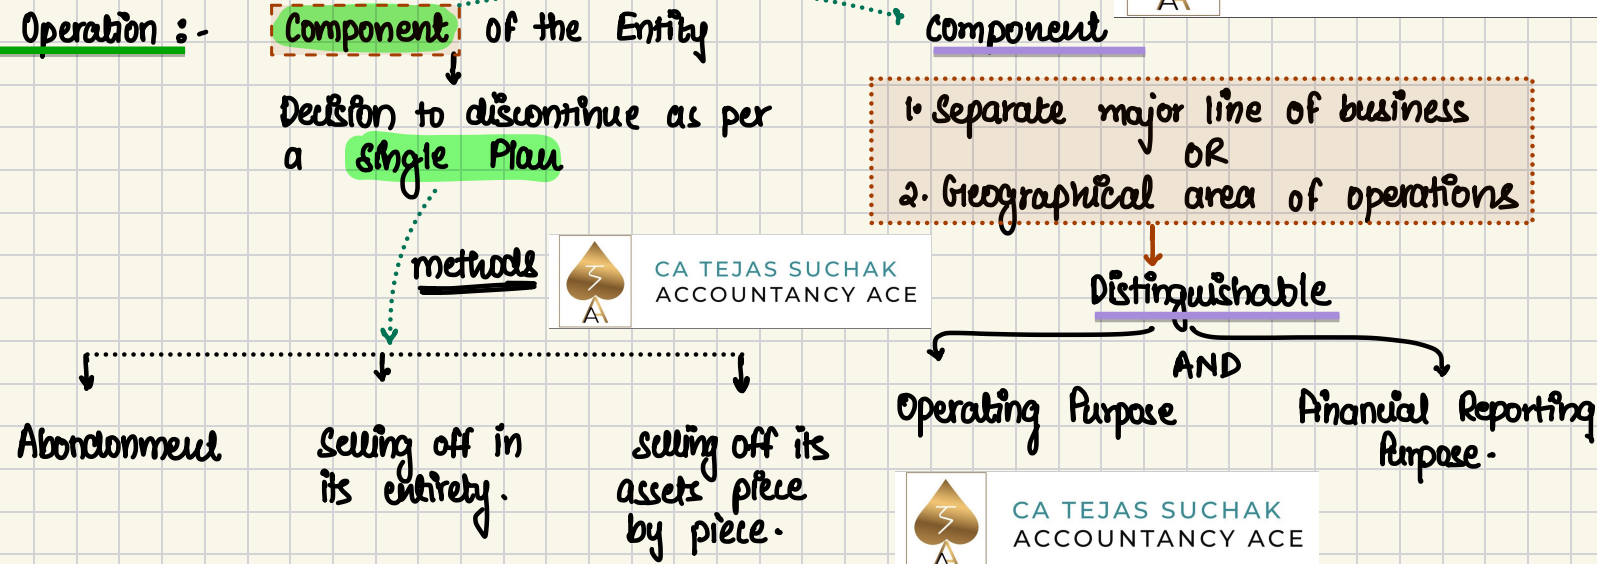 Operation :- Component of the Entity
Decision to discontinue as per
a single Plan
methods
Abondonment
Selling off in
its entirety.
Selling off its
assets piece
by piece.
Component
1. Separate major line of business
OR
2. Geographical area of operations
Distinguishable
AND
Operating Purpose
Financial Reporting
Purpose.
CA TEJAS SUCHAK
ACCOUNTANCY ACE
CA TEJAS SUCHAK
ACCOUNTANCY ACE